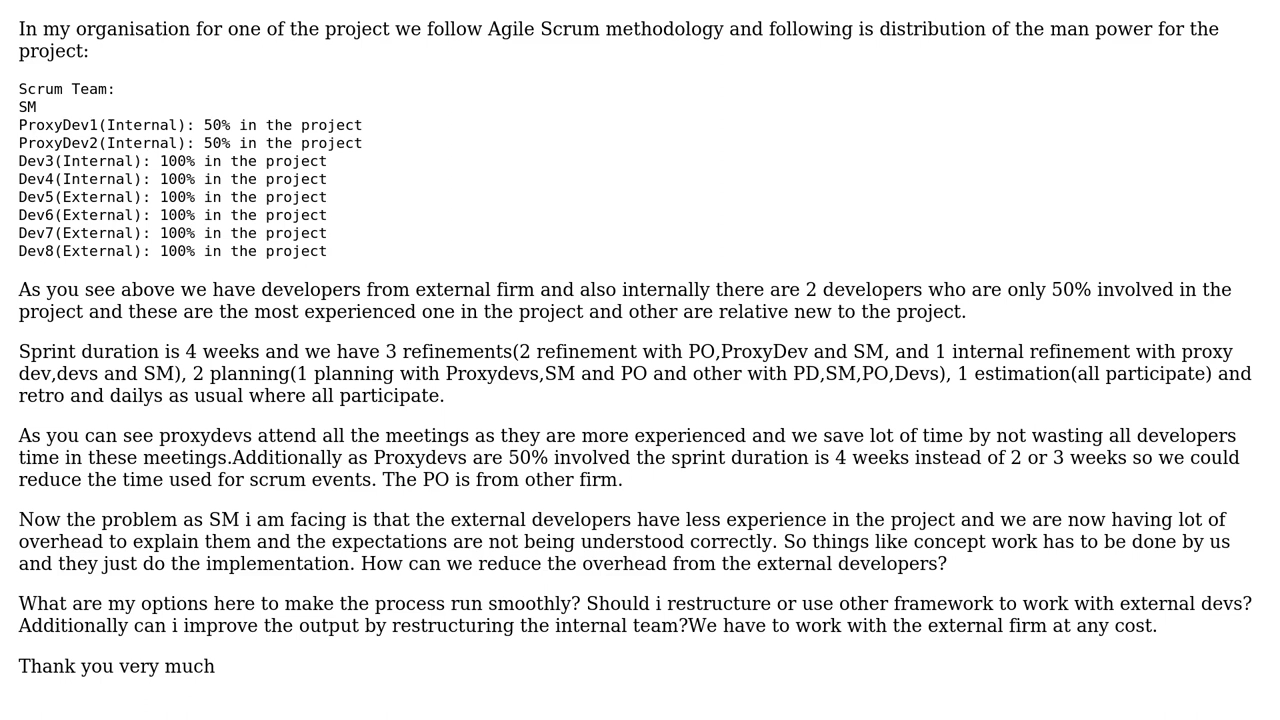 In my organisation for one of the project we follow Agile Scrum methodology and following is distribution of the man power for the
project:
Scrum Team:
SM
ProxyDev1(Internal): 50% in the project
ProxyDev2(Internal): 50% in the project
Dev3(Internal): 100% in the project
Dev4(Internal): 100% in the project
Dev5(External): 100% in the project
Dev6(External): 100% in the project
Dev7(External): 100% in the project
Dev8(External): 100% in the project
As you see above we have developers from external firm and also internally there are 2 developers who are only 50% involved in the
project and these are the most experienced one in the project and other are relative new to the project.
Sprint duration is 4 weeks and we have 3 refinements(2 refinement with PO,ProxyDev and SM, and 1 internal refinement with proxy
dev,devs and SM), 2 planning(1 planning with Proxydevs,SM and PO and other with PD,SM,PO,Devs), 1 estimation(all participate) and
retro and dailys as usual where all participate.
As you can see proxydevs attend all the meetings as they are more experienced and we save lot of time by not wasting all developers
time in these meetings.Additionally as Proxydevs are 50% involved the sprint duration is 4 weeks instead of 2 or 3 weeks so we could
reduce the time used for scrum events. The PO is from other firm.
Now the problem as SM i am facing is that the external developers have less experience in the project and we are now having lot of
overhead to explain them and the expectations are not being understood correctly. So things like concept work has to be done by us
and they just do the implementation. How can we reduce the overhead from the external developers?
What are my options here to make the process run smoothly? Should i restructure or use other framework to work with external devs?
Additionally can i improve the output by restructuring the internal team?We have to work with the external firm at any cost.
Thank you very much